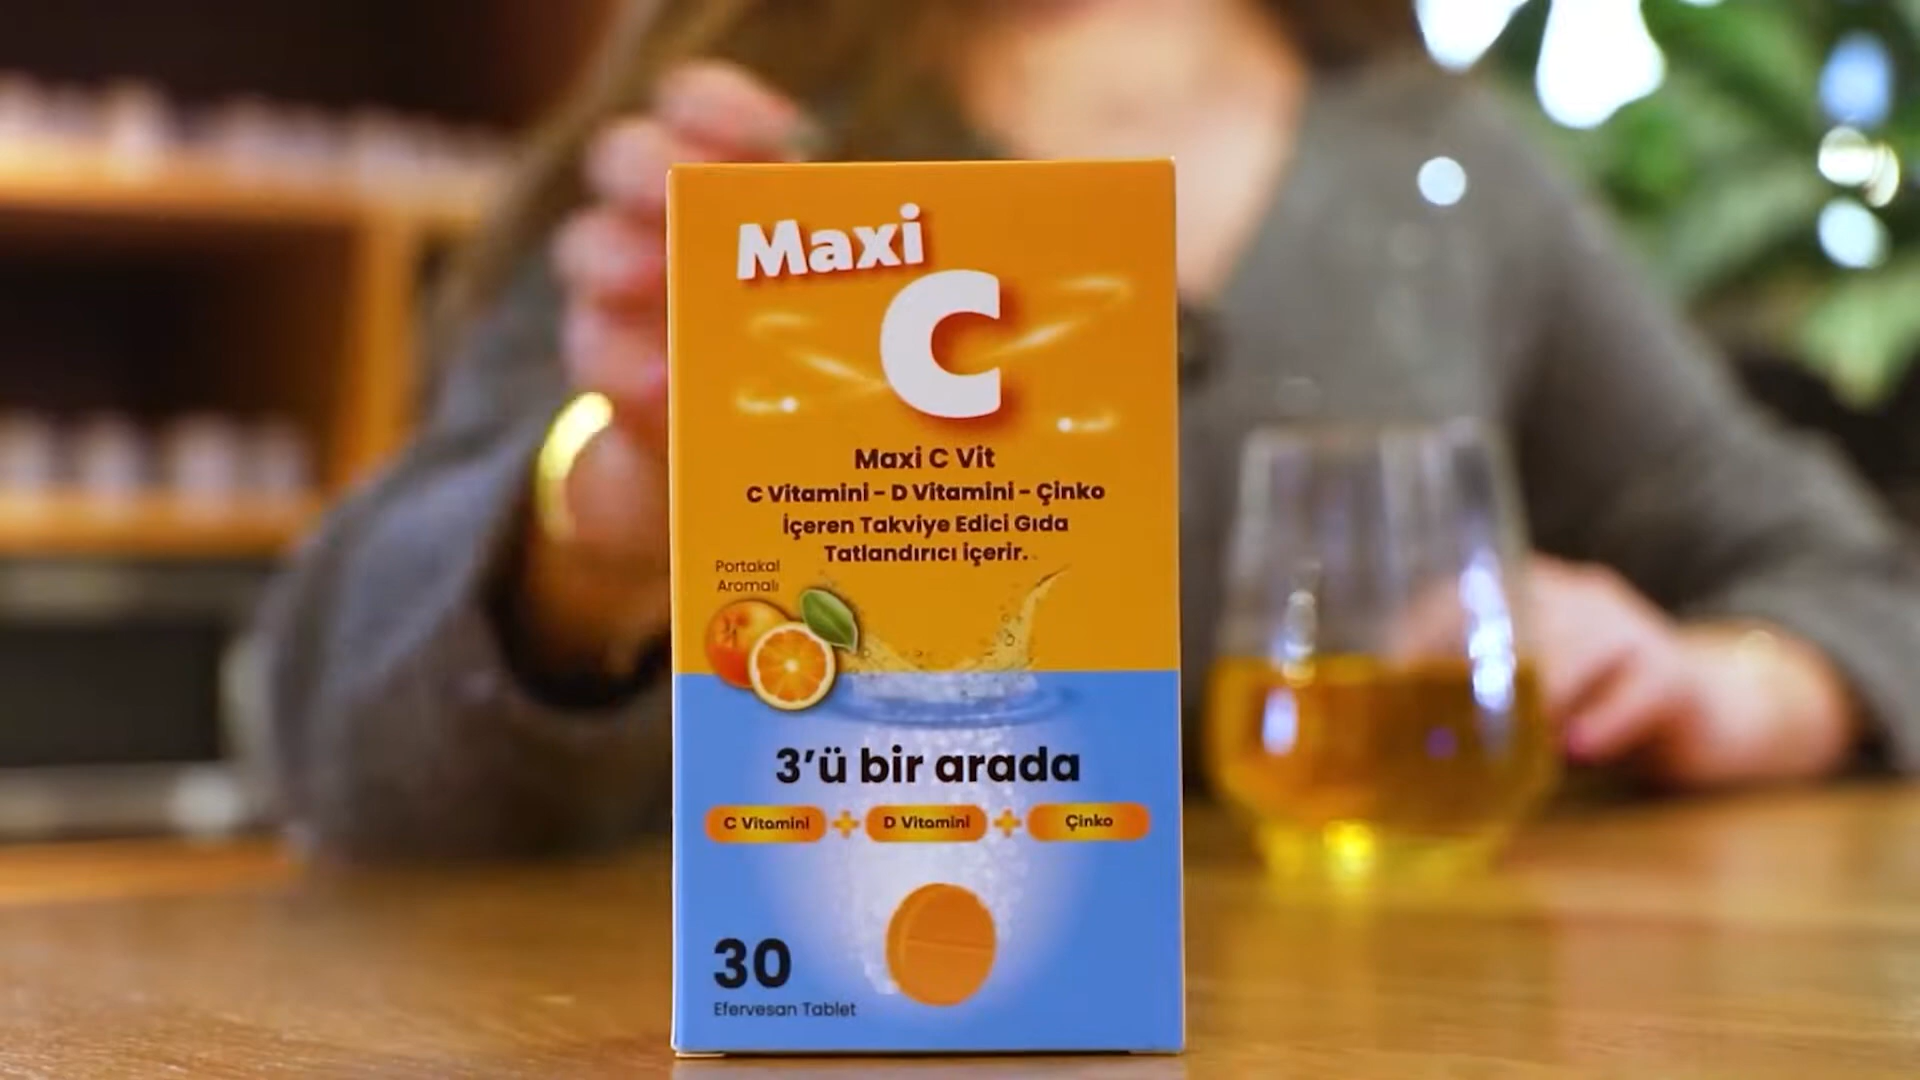 Maxi
C
Maxi C Vit
C Vitamini - D Vitamini - Çinko
İçeren Takviye Edici Gıda
Tatlandırıcı içerir.
Portakal
Aromalı
3'ü bir arada
C Vitamini + D Vitamini + Çinko
30
Efervesan Tablet